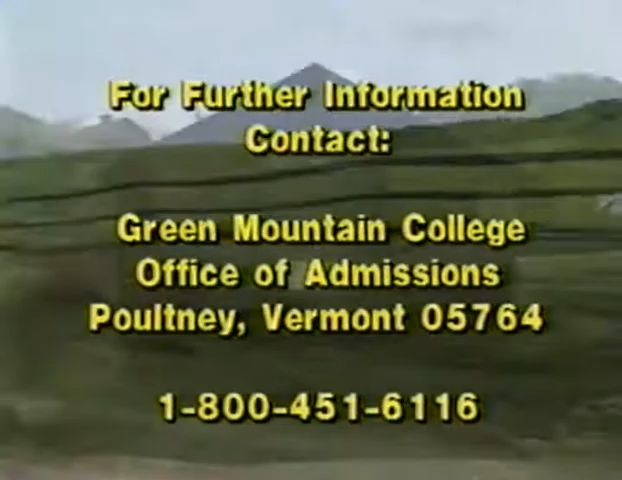 For Further Information
Contact:
Green Mountain College
Office of Admissions
Poultney, Vermont 05764
1-800-451-6116